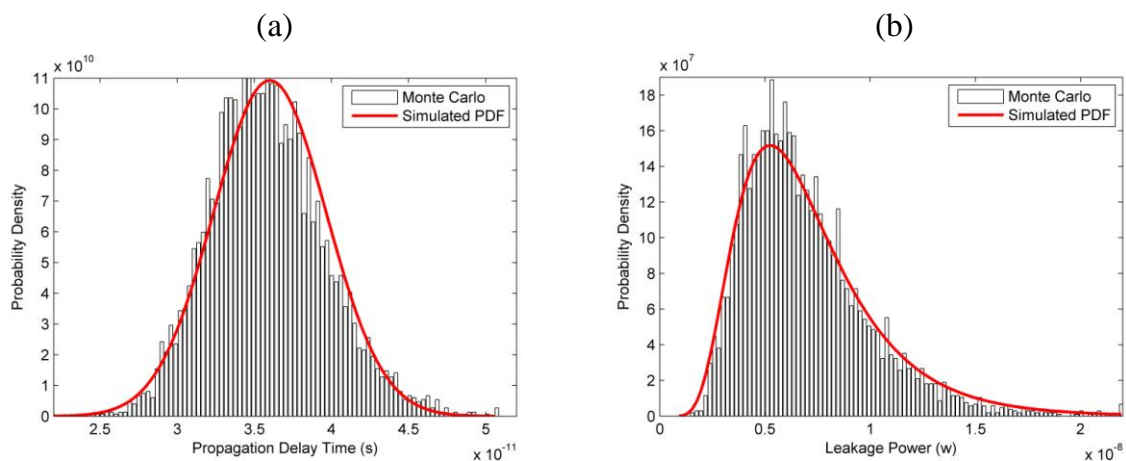 (a)
x 10^10
11
10
9
8
7
6
5
4
3
2
1
0
Probability Density
Monte Carlo
Simulated PDF
2.5 3 3.5 4 4.5 5
Propagation Delay Time (s)
x 10^-11
(b)
x 10^7
18
16
14
12
10
8
6
4
2
0
Probability Density
Monte Carlo
Simulated PDF
0 0.5 1 1.5 2
Leakage Power (w)
x 10^-8